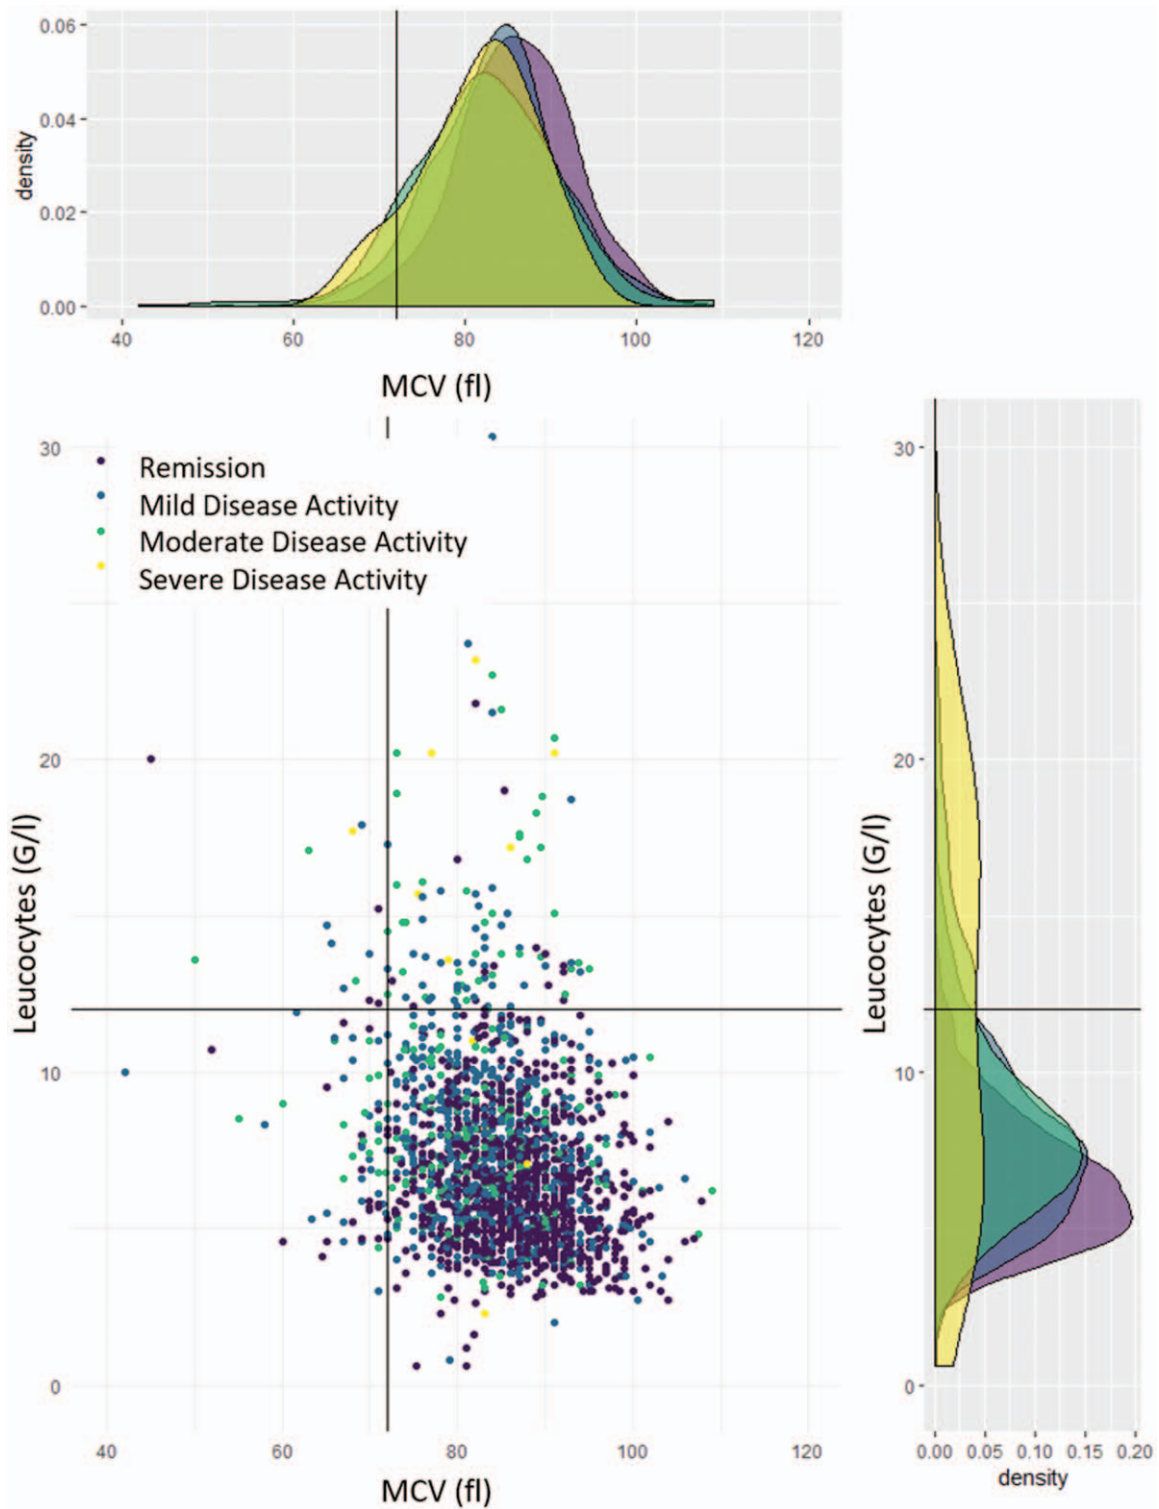 0.06
0.04
0.02
0.00
density
40 60 80 100 120
MCV (fl)
30
20
10
0
Leucocytes (G/l)
Remission
Mild Disease Activity
Moderate Disease Activity
Severe Disease Activity
40 60 80 100 120
MCV (fl)
30
20
10
0
Leucocytes (G/l)
0.00 0.05 0.10 0.15 0.20
density